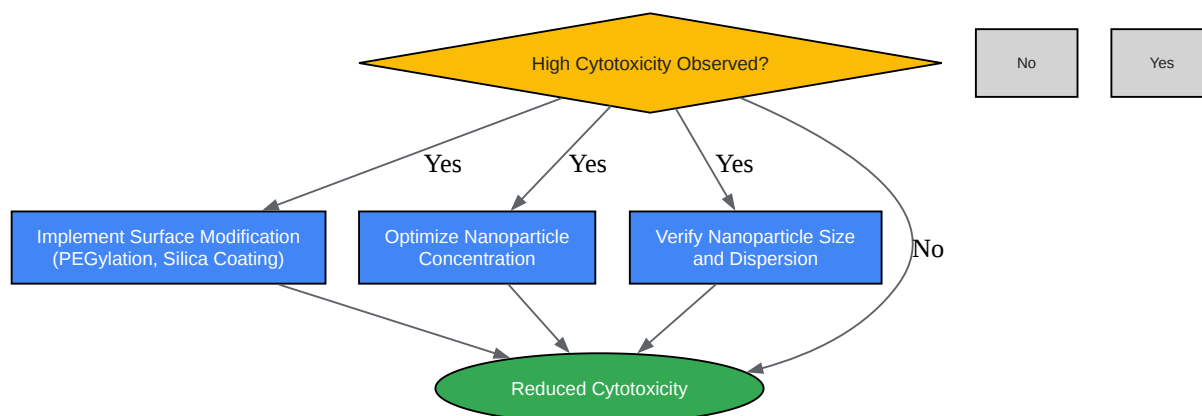 High Cytotoxicity Observed?
No
Yes
Yes
Yes
Yes
Implement Surface Modification
(PEGylation, Silica Coating)
Optimize Nanoparticle
Concentration
Verify Nanoparticle Size
and Dispersion
No
Reduced Cytotoxicity